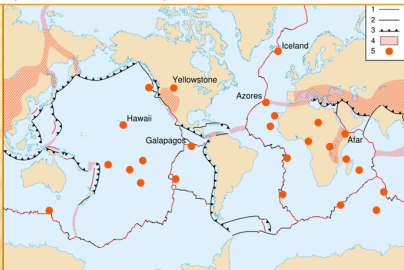 1
2
3
4
5
Iceland
Yellowstone
Azores
Hawaii
Galapagos
Afar